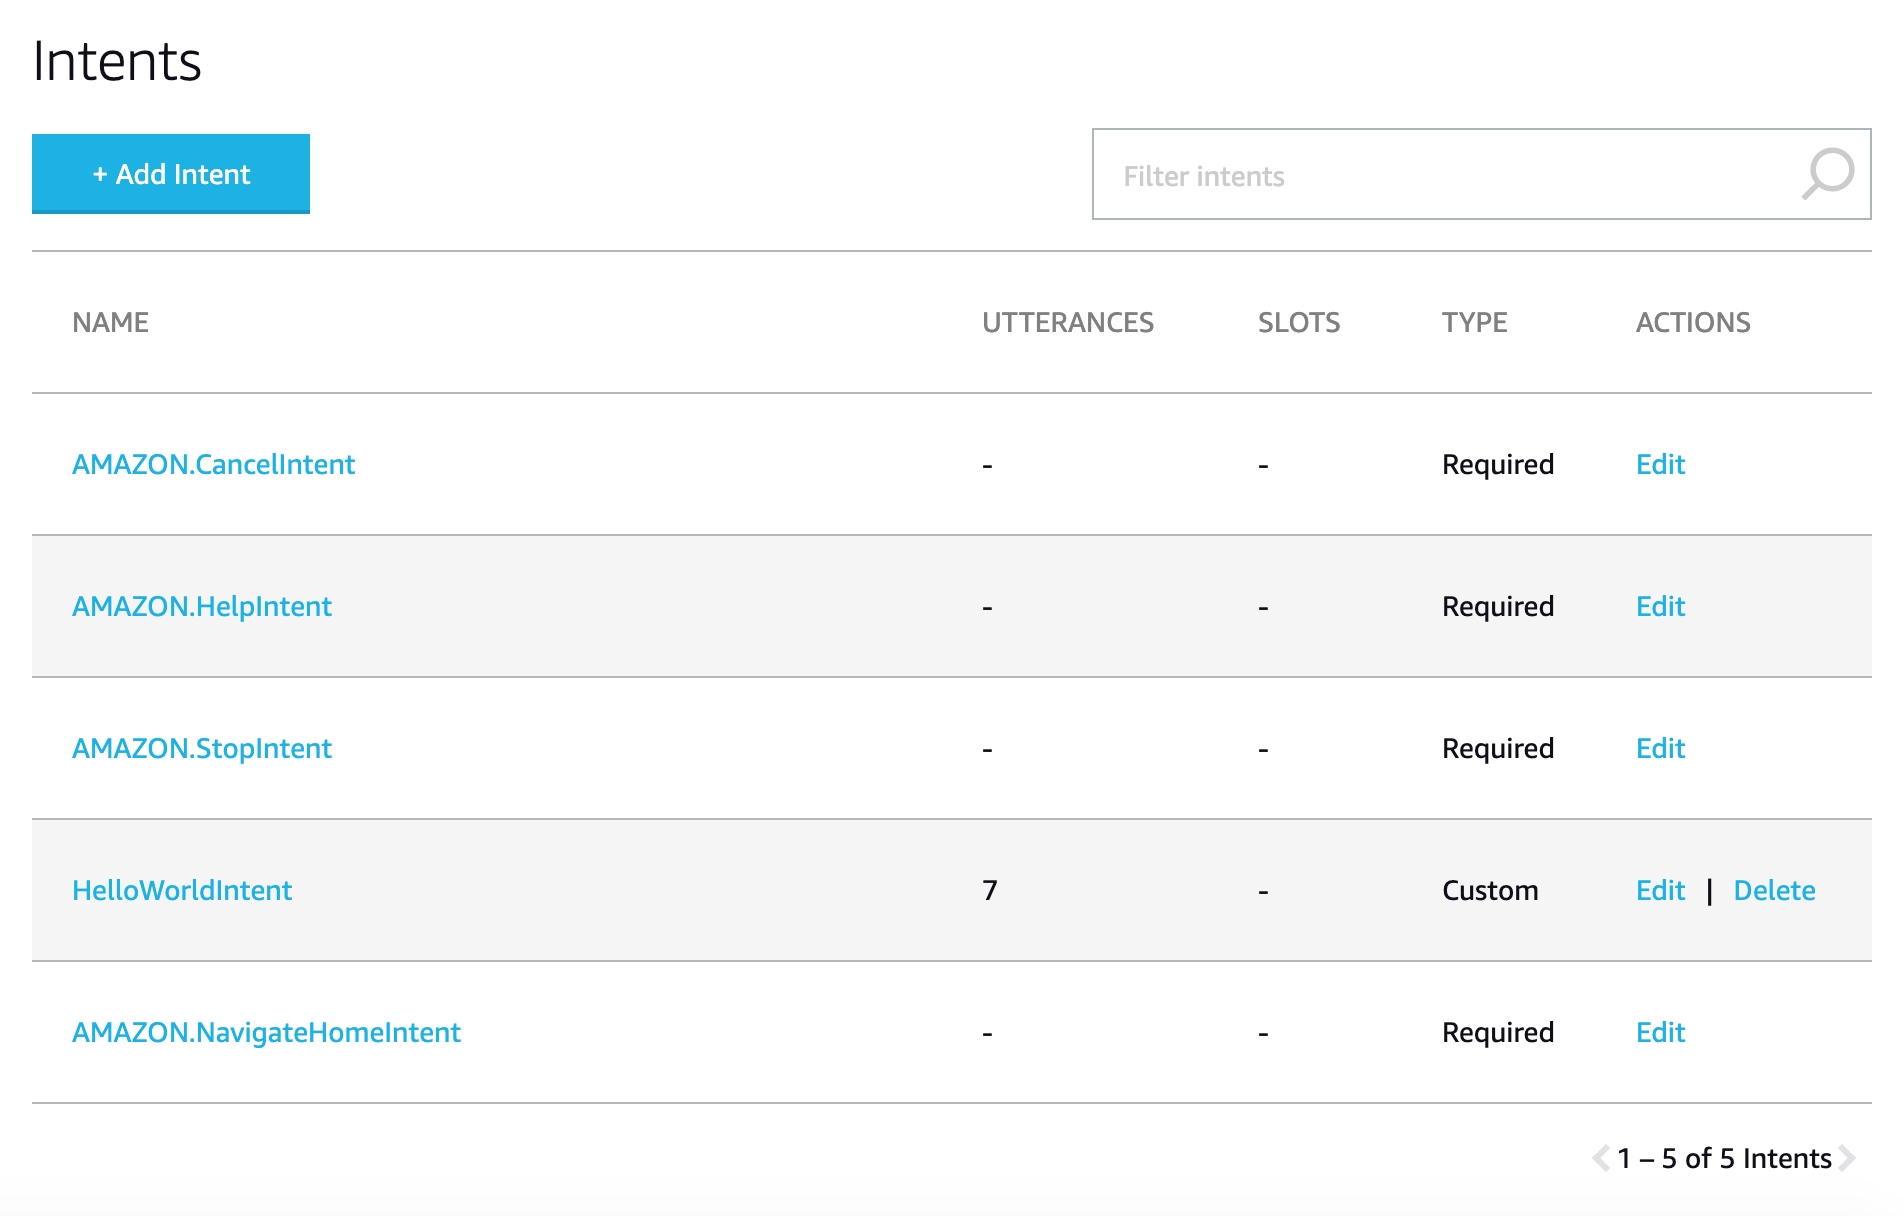 Intents
+ Add Intent
Filter intents
NAME UTTERANCES SLOTS TYPE ACTIONS
AMAZON.CancelIntent - - Required Edit
AMAZON.HelpIntent - - Required Edit
AMAZON.StopIntent - - Required Edit
HelloWorldIntent 7 - Custom Edit | Delete
AMAZON.NavigateHomeIntent - - Required Edit
1 – 5 of 5 Intents